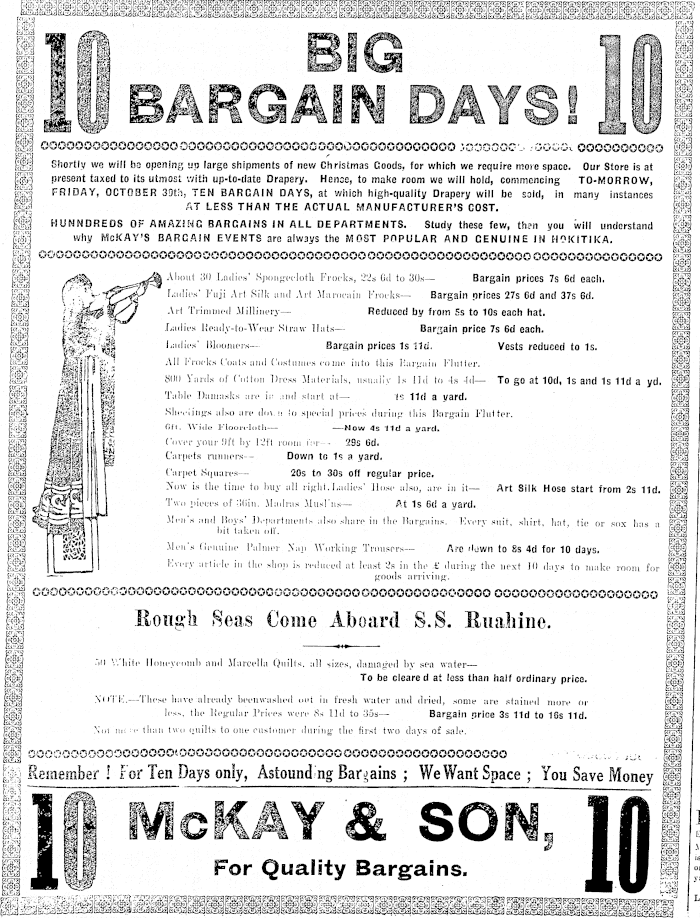 10 BIG 10
BARGAIN DAYS!
Shortly we will be opening up large shipments of new Christmas Goods, for which we require more space. Our Store is at
present taxed to its utmost with up-to-date Drapery. Hence, to make room we will hold, commencing TO-MORROW,
FRIDAY, OCTOBER 30th, TEN BARGAIN DAYS, at which high-quality Drapery will be sold, in many instances
AT LESS THAN THE ACTUAL MANUFACTURER'S COST.
HUNNDREDS OF AMAZING BARGAINS IN ALL DEPARTMENTS. Study these few, then you will understand
why McKAY'S BARGAIN EVENTS are always the MOST POPULAR AND GENUINE IN HOKITIKA.
About 30 Ladies' Spongecloth Frocks, 22s 6d to 30s— Bargain prices 7s 6d each.
Ladies' Fuji Art Silk and Art Marocain Frocks— Bargain prices 27s 6d and 37s 6d.
Art Trimmed Millinery— Reduced by from 5s to 10s each hat.
Ladies Ready-to-Wear Straw Hats— Bargain price 7s 6d each.
Ladies' Bloomers— Bargain prices 1s 11d. Vests reduced to 1s.
All Frocks Coats and Costumes come into this Bargain Flutter.
800 Yards of Cotton Dress Materials, usually 1s 11d to 4s 4d— To go at 10d, 1s and 1s 11d a yd.
Table Damasks are in and start at— 1s 11d a yard.
Sheetings also are down to special prices during this Bargain Flutter.
6ft. Wide Floorcloth— —Now 4s 11d a yard.
Cover your 9ft by 12ft room for— 29s 6d.
Carpets runners— Down to 1s a yard.
Carpet Squares— 20s to 30s off regular price.
Now is the time to buy all right. Ladies' Hose also, are in it— Art Silk Hose start from 2s 11d.
Two pieces of 36in. Madras Muslins— At 1s 6d a yard.
Men's and Boys' Departments also share in the Bargains. Every suit, shirt, hat, tie or sox has a
bit taken off.
Men's Genuine Palmer Nap Working Trousers— Are down to 8s 4d for 10 days.
Every article in the shop is reduced at least 2s in the £ during the next 10 days to make room for
goods arriving.
Rough Seas Come Aboard S.S. Ruahine.
50 White Honeycomb and Marcella Quilts, all sizes, damaged by sea water—
To be cleared at less than half ordinary price.
NOTE.—These have already beenwashed out in fresh water and dried, some are stained more or
less, the Regular Prices were 8s 11d to 35s— Bargain price 3s 11d to 16s 11d.
Not more than two quilts to one customer during the first two days of sale.
Remember ! For Ten Days only, Astounding Bargains ; We Want Space ; You Save Money
10 McKAY & SON, 10
For Quality Bargains.